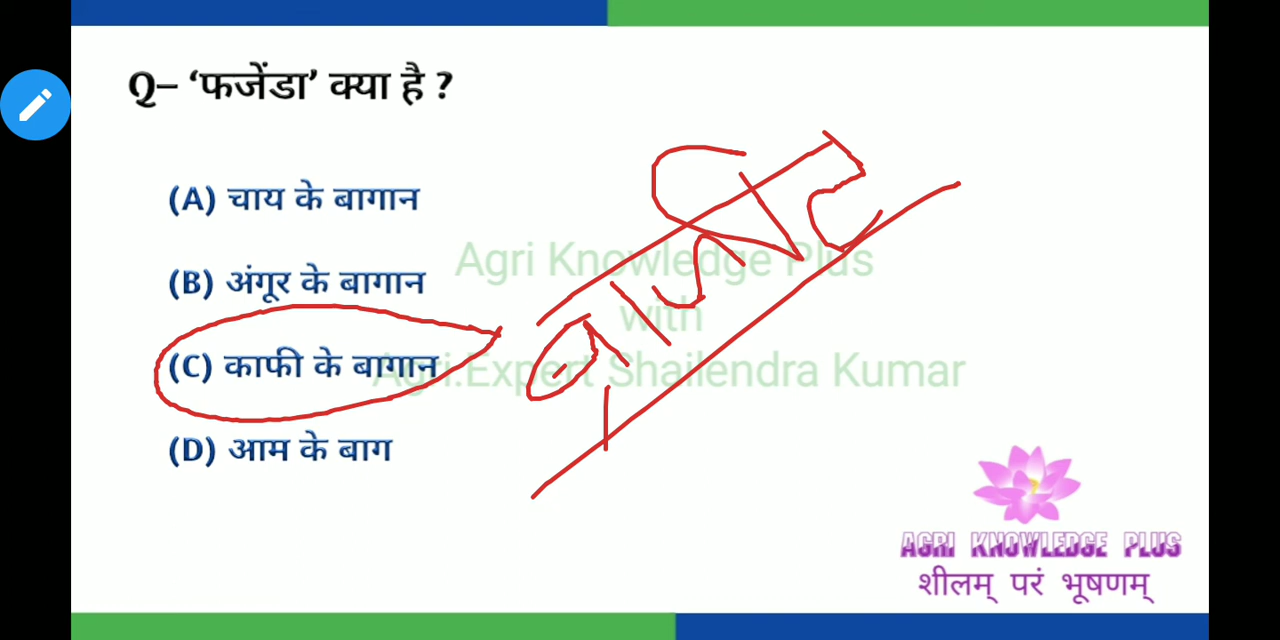 Q– ‘फजेंडा’ क्या है ?
(A) चाय के बागान
(B) अंगूर के बागान
(C) काफी के बागान
(D) आम के बाग
Agri Knowledge Plus
with
Agri.Expert Shailendra Kumar
AGRI KNOWLEDGE PLUS
शीलम् परं भूषणम्